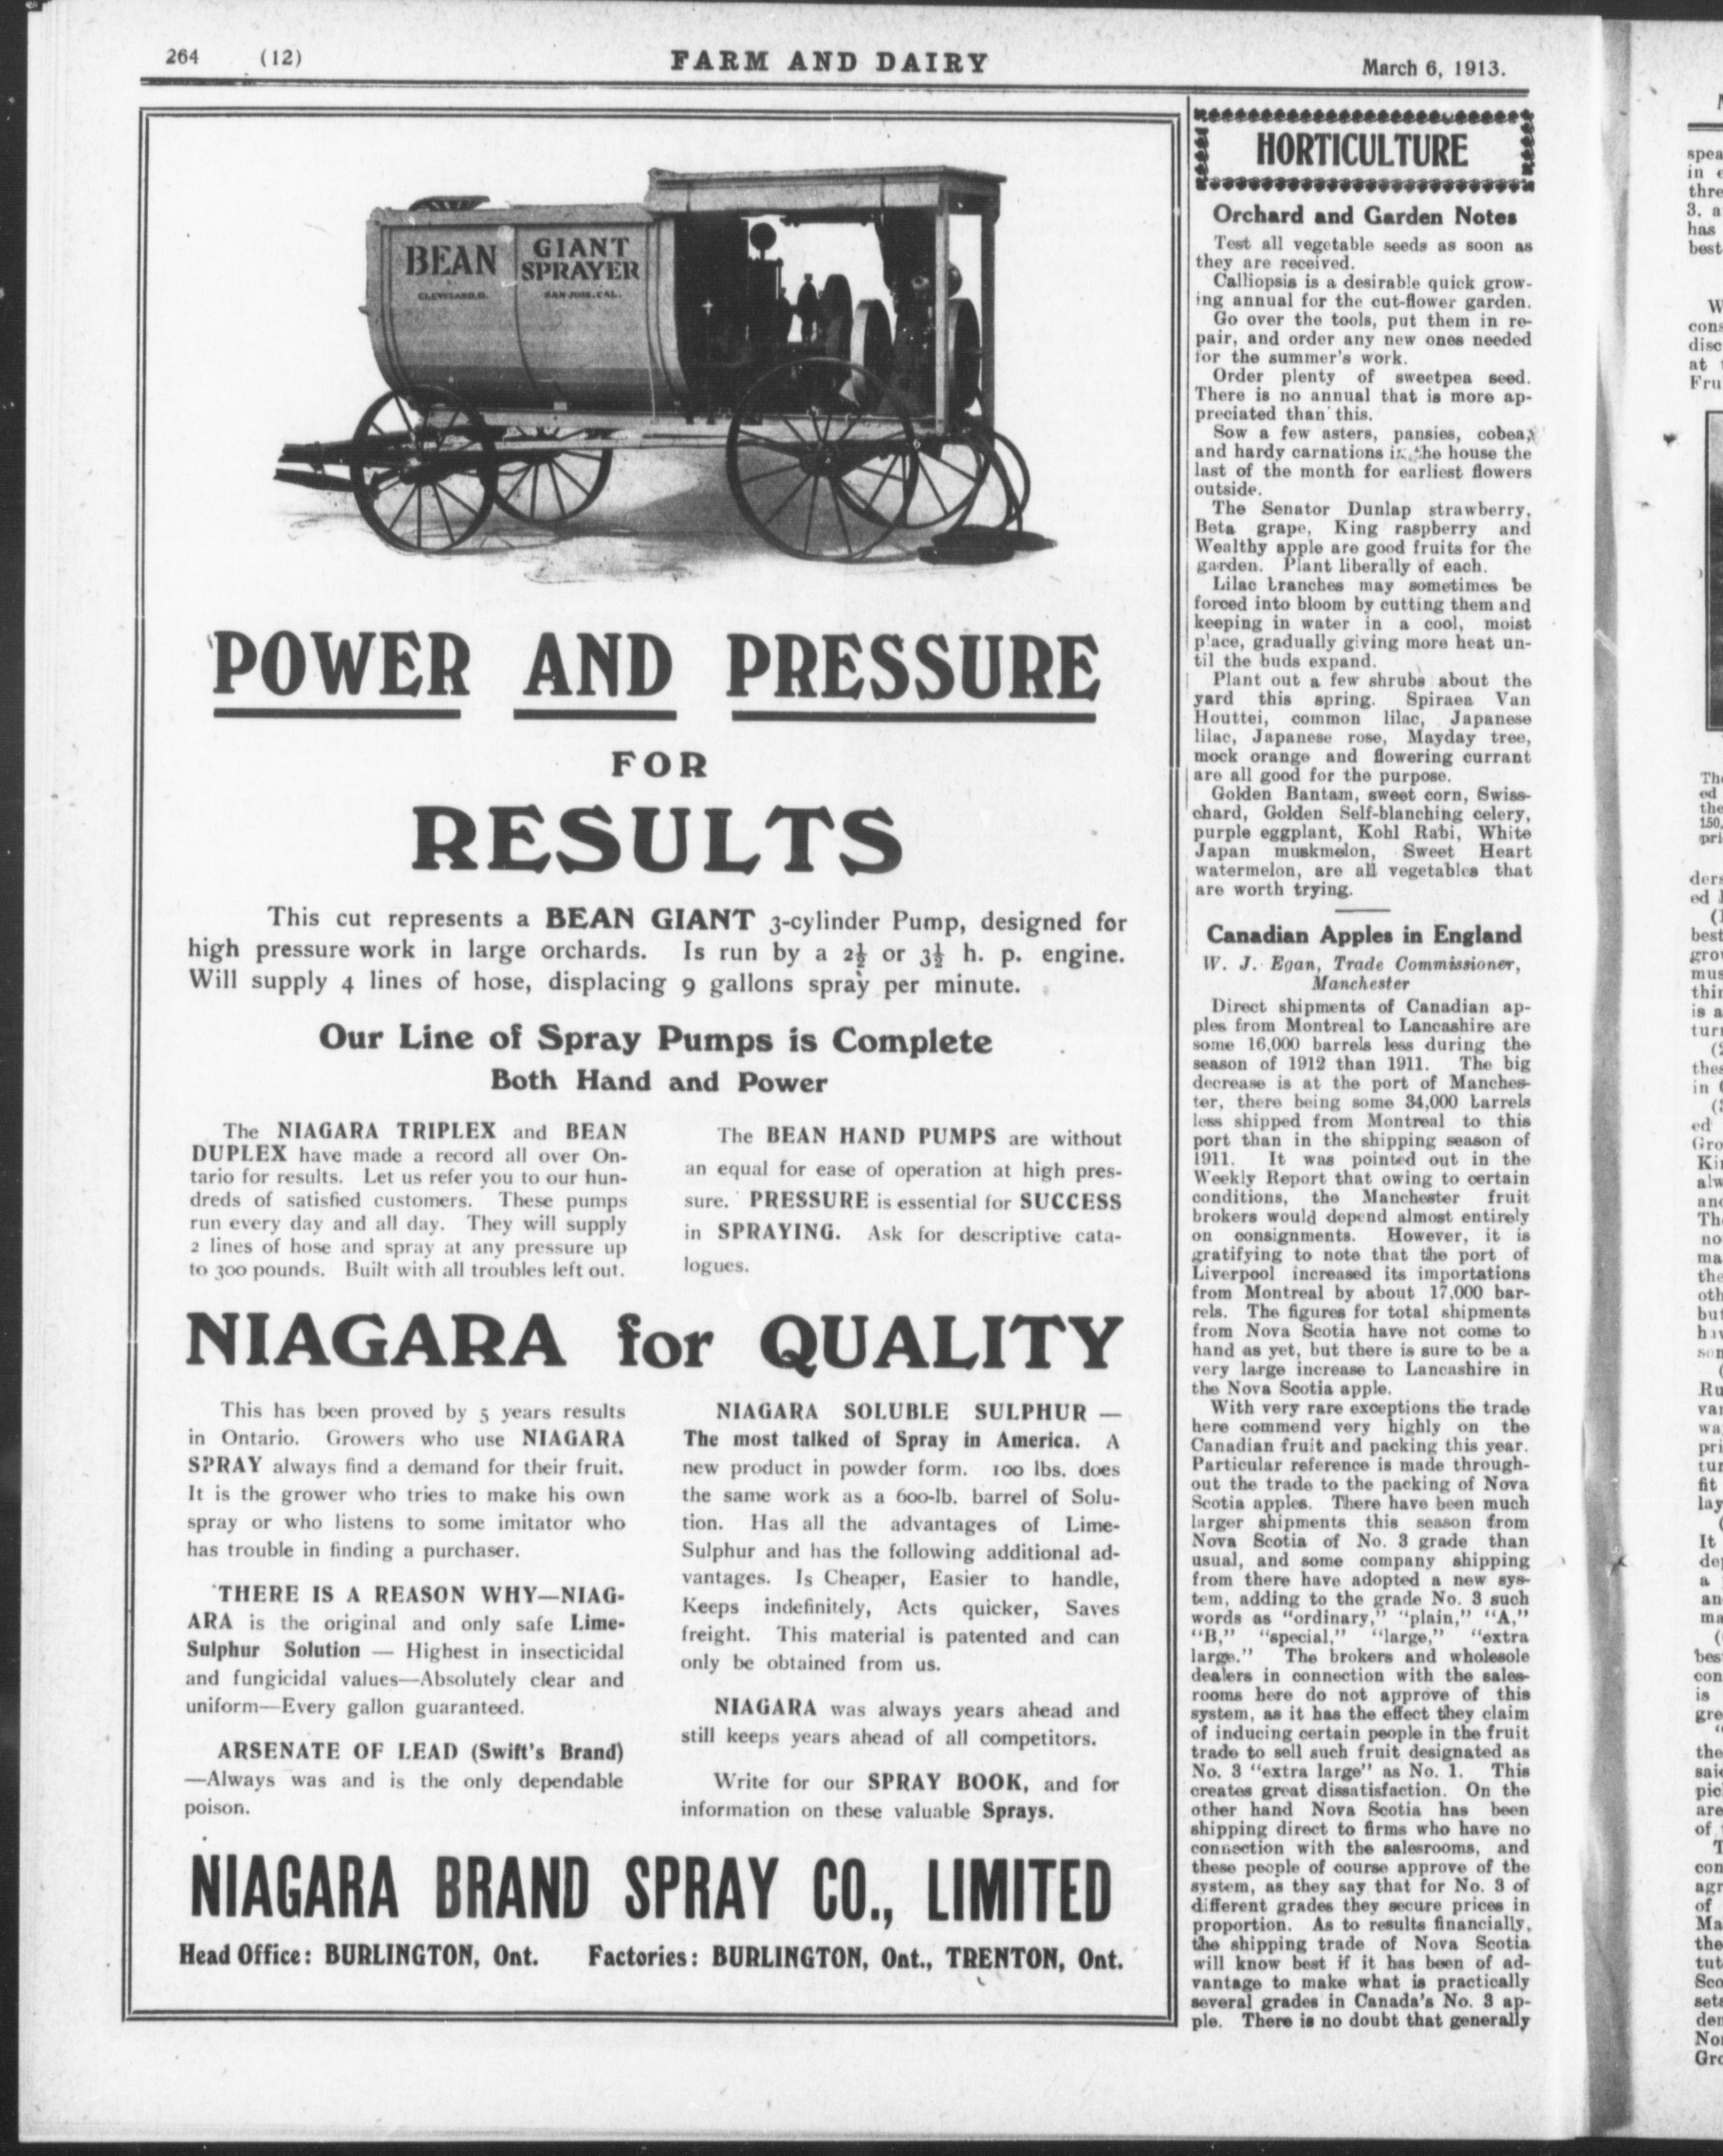 264 (12) FARM AND DAIRY March 6, 1913.
BEAN GIANT
SPRAYER
CLEVELAND, O. SAN JOSE, CAL.
POWER AND PRESSURE
FOR
RESULTS
This cut represents a BEAN GIANT 3-cylinder Pump, designed for
high pressure work in large orchards. Is run by a 2½ or 3½ h. p. engine.
Will supply 4 lines of hose, displacing 9 gallons spray per minute.
Our Line of Spray Pumps is Complete
Both Hand and Power
The NIAGARA TRIPLEX and BEAN
DUPLEX have made a record all over On-
tario for results. Let us refer you to our hun-
dreds of satisfied customers. These pumps
run every day and all day. They will supply
2 lines of hose and spray at any pressure up
to 300 pounds. Built with all troubles left out.
The BEAN HAND PUMPS are without
an equal for ease of operation at high pres-
sure. PRESSURE is essential for SUCCESS
in SPRAYING. Ask for descriptive cata-
logues.
NIAGARA for QUALITY
This has been proved by 5 years results
in Ontario. Growers who use NIAGARA
SPRAY always find a demand for their fruit.
It is the grower who tries to make his own
spray or who listens to some imitator who
has trouble in finding a purchaser.
THERE IS A REASON WHY—NIAG-
ARA is the original and only safe Lime-
Sulphur Solution — Highest in insecticidal
and fungicidal values—Absolutely clear and
uniform—Every gallon guaranteed.
ARSENATE OF LEAD (Swift's Brand)
—Always was and is the only dependable
poison.
NIAGARA SOLUBLE SULPHUR —
The most talked of Spray in America. A
new product in powder form. 100 lbs. does
the same work as a 600-lb. barrel of Solu-
tion. Has all the advantages of Lime-
Sulphur and has the following additional ad-
vantages. Is Cheaper, Easier to handle,
Keeps indefinitely, Acts quicker, Saves
freight. This material is patented and can
only be obtained from us.
NIAGARA was always years ahead and
still keeps years ahead of all competitors.
Write for our SPRAY BOOK, and for
information on these valuable Sprays.
NIAGARA BRAND SPRAY CO., LIMITED
Head Office: BURLINGTON, Ont. Factories: BURLINGTON, Ont., TRENTON, Ont.
HORTICULTURE
Orchard and Garden Notes
Test all vegetable seeds as soon as
they are received.
Calliopsis is a desirable quick grow-
ing annual for the cut-flower garden.
Go over the tools, put them in re-
pair, and order any new ones needed
for the summer's work.
Order plenty of sweetpea seed.
There is no annual that is more ap-
preciated than this.
Sow a few asters, pansies, cobea,
and hardy carnations in the house the
last of the month for earliest flowers
outside.
The Senator Dunlap strawberry,
Beta grape, King raspberry and
Wealthy apple are good fruits for the
garden. Plant liberally of each.
Lilac branches may sometimes be
forced into bloom by cutting them and
keeping in water in a cool, moist
place, gradually giving more heat un-
til the buds expand.
Plant out a few shrubs about the
yard this spring. Spiraea Van
Houttei, common lilac, Japanese
lilac, Japanese rose, Mayday tree,
mock orange and flowering currant
are all good for the purpose.
Golden Bantam, sweet corn, Swiss-
chard, Golden Self-blanching celery,
purple eggplant, Kohl Rabi, White
Japan muskmelon, Sweet Heart
watermelon, are all vegetables that
are worth trying.
Canadian Apples in England
W. J. Egan, Trade Commissioner,
Manchester
Direct shipments of Canadian ap-
ples from Montreal to Lancashire are
some 16,000 barrels less during the
season of 1912 than 1911. The big
decrease is at the port of Manches-
ter, there being some 34,000 barrels
less shipped from Montreal to this
port than in the shipping season of
1911. It was pointed out in the
Weekly Report that owing to certain
conditions, the Manchester fruit
brokers would depend almost entirely
on consignments. However, it is
gratifying to note that the port of
Liverpool increased its importations
from Montreal by about 17,000 bar-
rels. The figures for total shipments
from Nova Scotia have not come to
hand as yet, but there is sure to be a
very large increase to Lancashire in
the Nova Scotia apple.
With very rare exceptions the trade
here commend very highly on the
Canadian fruit and packing this year.
Particular reference is made through-
out the trade to the packing of Nova
Scotia apples. There have been much
larger shipments this season from
Nova Scotia of No. 3 grade than
usual, and some company shipping
from there have adopted a new sys-
tem, adding to the grade No. 3 such
words as "ordinary," "plain," "A,"
"B," "special," "large," "extra
large." The brokers and wholesole
dealers in connection with the sales-
rooms here do not approve of this
system, as it has the effect they claim
of inducing certain people in the fruit
trade to sell such fruit designated as
No. 3 "extra large" as No. 1. This
creates great dissatisfaction. On the
other hand Nova Scotia has been
shipping direct to firms who have no
connection with the salesrooms, and
these people of course approve of the
system, as they say that for No. 3 of
different grades they secure prices in
proportion. As to results financially,
the shipping trade of Nova Scotia
will know best if it has been of ad-
vantage to make what is practically
several grades in Canada's No. 3 ap-
ple. There is no doubt that generally